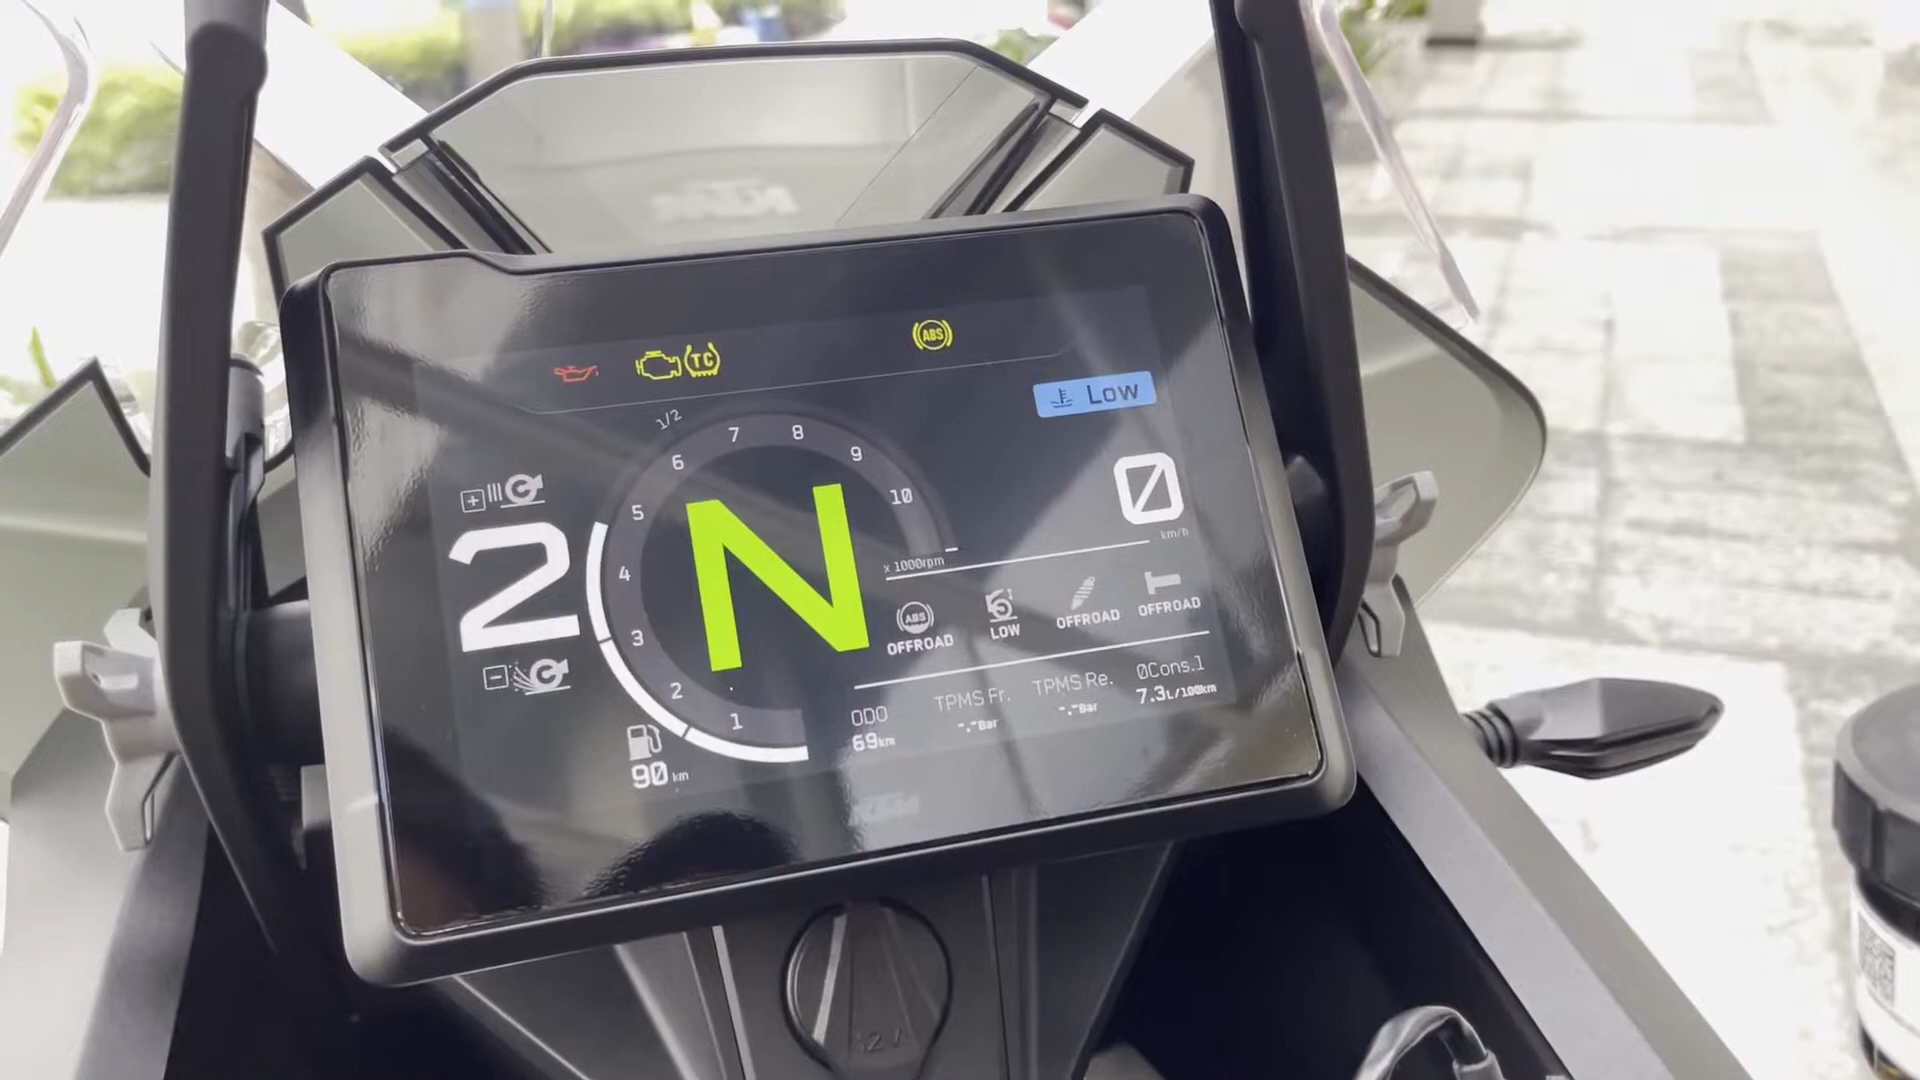 KTM
TC
ABS
Low
1/2
7
8
6
9
5
10
4
3
2
1
N
2
+
-
0
km/h
x 1000rpm
ABS
OFFROAD
LOW
OFFROAD
OFFROAD
ODO
69km
TPMS Fr.
-.-Bar
TPMS Re.
-.-Bar
ØCons.1
7.3L/100km
90 km
KTM